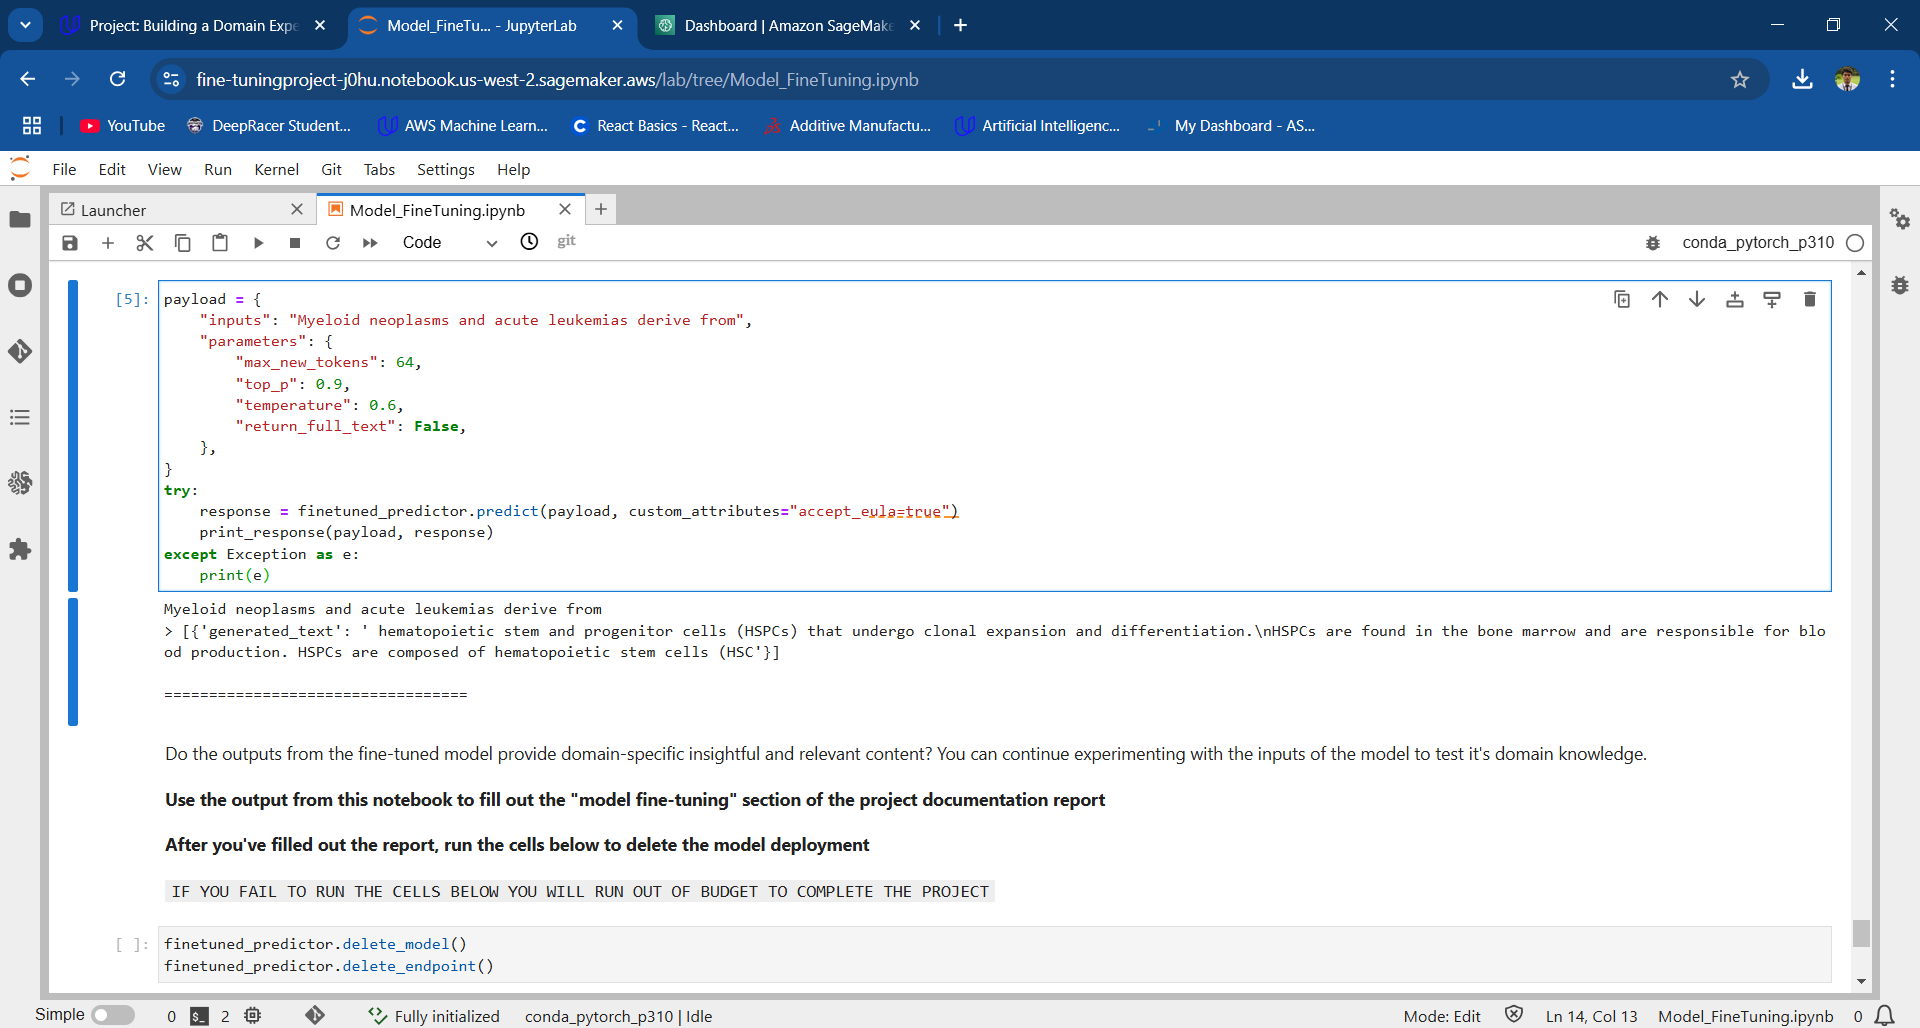 Project: Building a Domain Expe
Model_FineTu... - JupyterLab
Dashboard | Amazon SageMake
fine-tuningproject-j0hu.notebook.us-west-2.sagemaker.aws/lab/tree/Model_FineTuning.ipynb
YouTube
DeepRacer Student...
AWS Machine Learn...
React Basics - React...
Additive Manufactu...
Artificial Intelligenc...
My Dashboard - AS...
File Edit View Run Kernel Git Tabs Settings Help
Launcher
Model_FineTuning.ipynb
Code
git
conda_pytorch_p310
[5]:
payload = {
"inputs": "Myeloid neoplasms and acute leukemias derive from",
"parameters": {
"max_new_tokens": 64,
"top_p": 0.9,
"temperature": 0.6,
"return_full_text": False,
},
}
try:
response = finetuned_predictor.predict(payload, custom_attributes="accept_eula=true")
print_response(payload, response)
except Exception as e:
print(e)
Myeloid neoplasms and acute leukemias derive from
> [{'generated_text': ' hematopoietic stem and progenitor cells (HSPCs) that undergo clonal expansion and differentiation.\nHSPCs are found in the bone marrow and are responsible for blo
od production. HSPCs are composed of hematopoietic stem cells (HSC'}]
==================================
Do the outputs from the fine-tuned model provide domain-specific insightful and relevant content? You can continue experimenting with the inputs of the model to test it's domain knowledge.
Use the output from this notebook to fill out the "model fine-tuning" section of the project documentation report
After you've filled out the report, run the cells below to delete the model deployment
IF YOU FAIL TO RUN THE CELLS BELOW YOU WILL RUN OUT OF BUDGET TO COMPLETE THE PROJECT
[ ]:
finetuned_predictor.delete_model()
finetuned_predictor.delete_endpoint()
Simple
0
$_
2
Fully initialized
conda_pytorch_p310 | Idle
Mode: Edit
Ln 14, Col 13
Model_FineTuning.ipynb
0